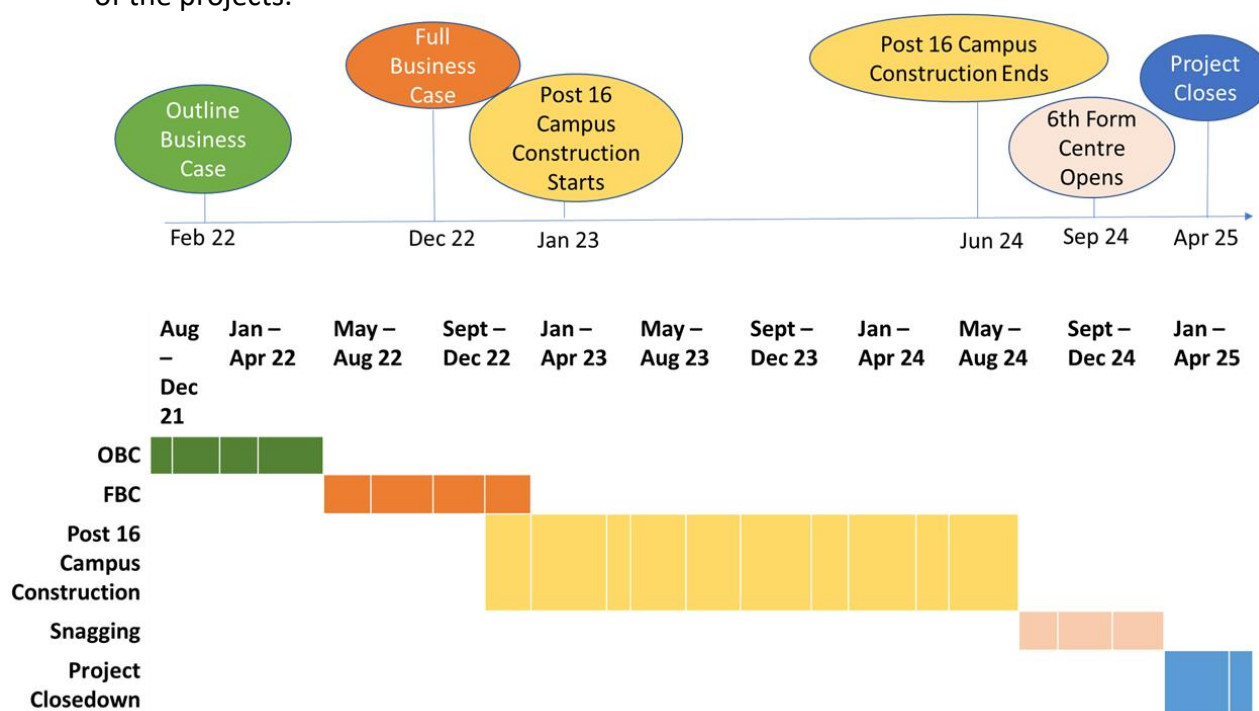 of the projects.
Outline
Business
Case
Full
Business
Case
Post 16
Campus
Construction
Starts
Post 16 Campus
Construction Ends
6th Form
Centre
Opens
Project
Closes
Feb 22
Dec 22
Jan 23
Jun 24
Sep 24
Apr 25
Aug
–
Dec
21
Jan –
Apr 22
May –
Aug 22
Sept –
Dec 22
Jan –
Apr 23
May –
Aug 23
Sept –
Dec 23
Jan –
Apr 24
May –
Aug 24
Sept –
Dec 24
Jan –
Apr 25
OBC
FBC
Post 16
Campus
Construction
Snagging
Project
Closedown